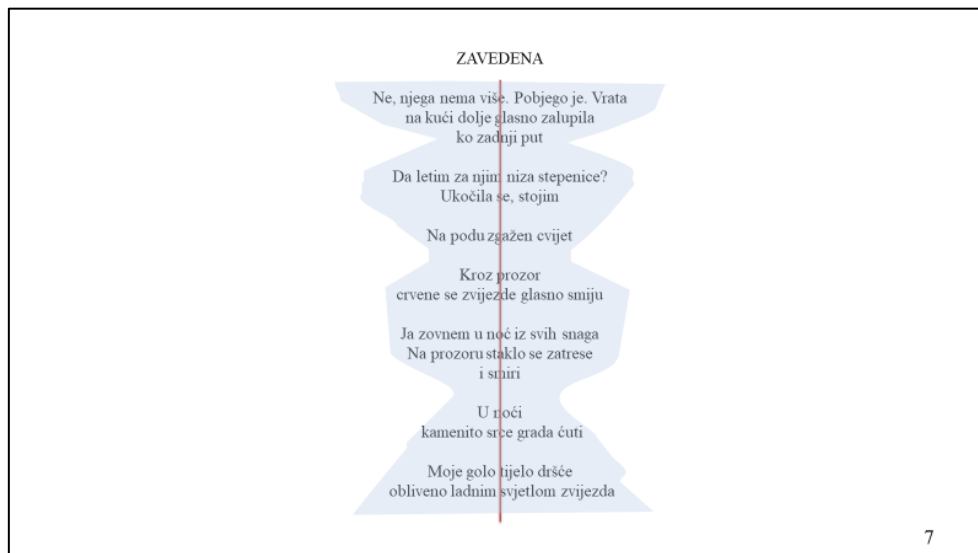 ZAVEDENA
Ne, njega nema više. Pobjego je. Vrata
na kući dolje glasno zalupila
ko zadnji put
Da letim za njim niza stepenice?
Ukočila se, stojim
Na podu zgažen cvijet
Kroz prozor
crvene se zvijezde glasno smiju
Ja zovnem u noć iz svih snaga
Na prozoru staklo se zatrese
i smiri
U noći
kamenito srce grada ćuti
Moje golo tijelo dršće
obliveno ladnim svjetlom zvijezda
7